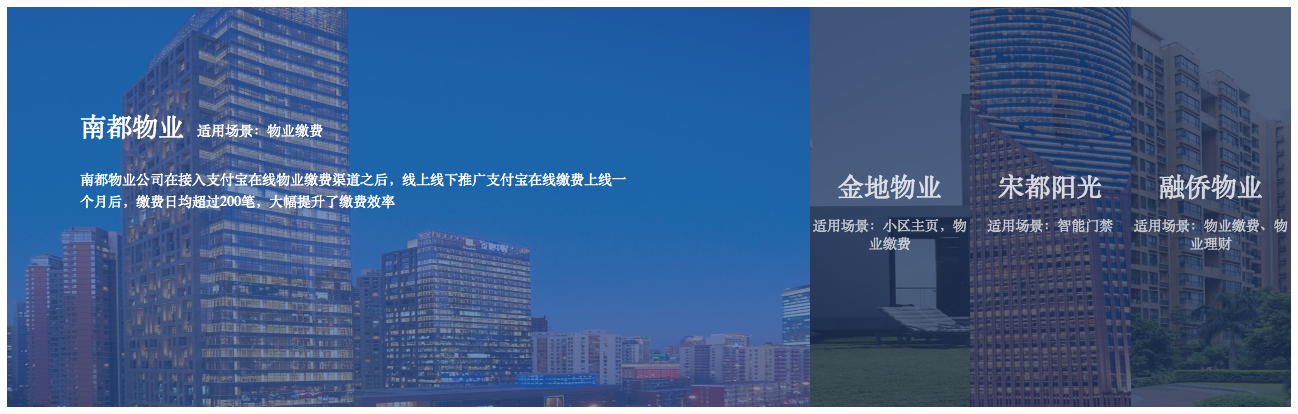 南都物业 适用场景：物业缴费
南都物业公司在接入支付宝在线物业缴费渠道之后，线上线下推广支付宝在线缴费上线一
个月后，缴费日均超过200笔，大幅提升了缴费效率
金地物业
适用场景：小区主页，物
业缴费
宋都阳光
适用场景：智能门禁
融侨物业
适用场景：物业缴费、物
业理财